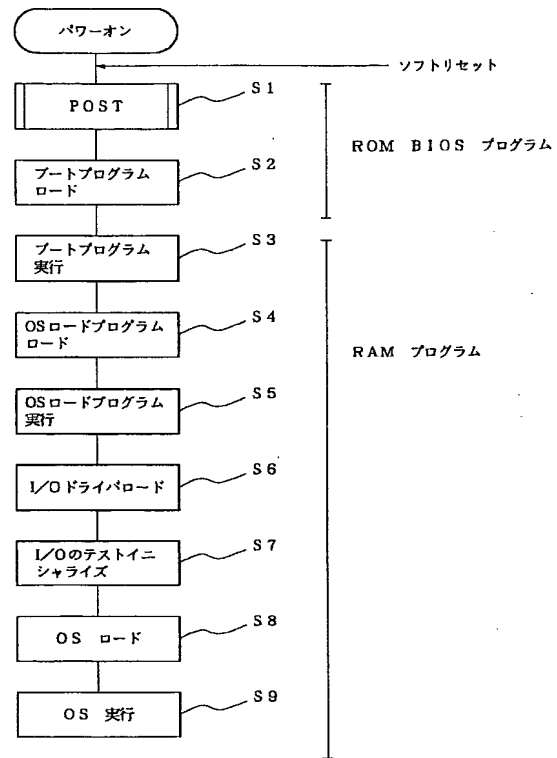 パワーオン
ソフトリセット
POST
S1
ROM BIOS プログラム
ブートプログラム
ロード
S2
ブートプログラム
実行
S3
OSロードプログラム
ロード
S4
RAM プログラム
OSロードプログラム
実行
S5
I/Oドライバロード
S6
I/Oのテストイニ
シャライズ
S7
OS ロード
S8
OS 実行
S9